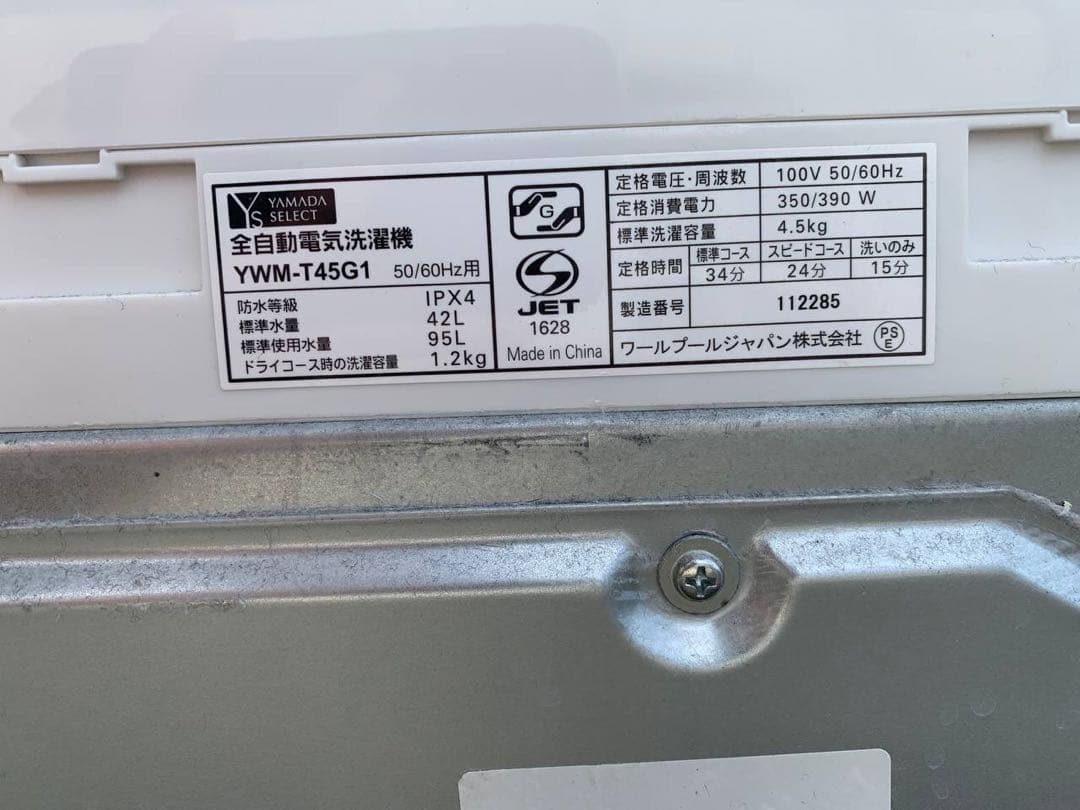 YS YAMADA
SELECT
全自動電気洗濯機
YWM-T45G1 50/60Hz用
防水等級 IPX4
標準水量 42L
標準使用水量 95L
ドライコース時の洗濯容量 1.2kg
G
S
JET
1628
Made in China
定格電圧・周波数 100V 50/60Hz
定格消費電力 350/390 W
標準洗濯容量 4.5kg
定格時間 標準コース スピードコース 洗いのみ
34分 24分 15分
製造番号 112285
ワールプールジャパン株式会社 PSE